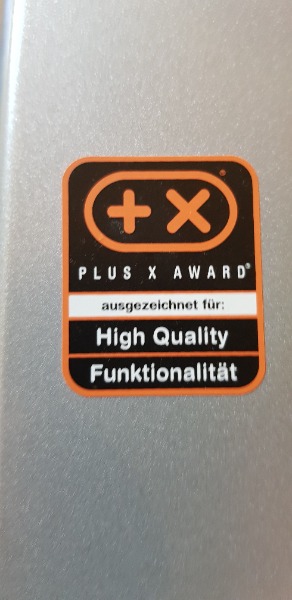 PLUS X AWARD®
ausgezeichnet für:
High Quality
Funktionalität